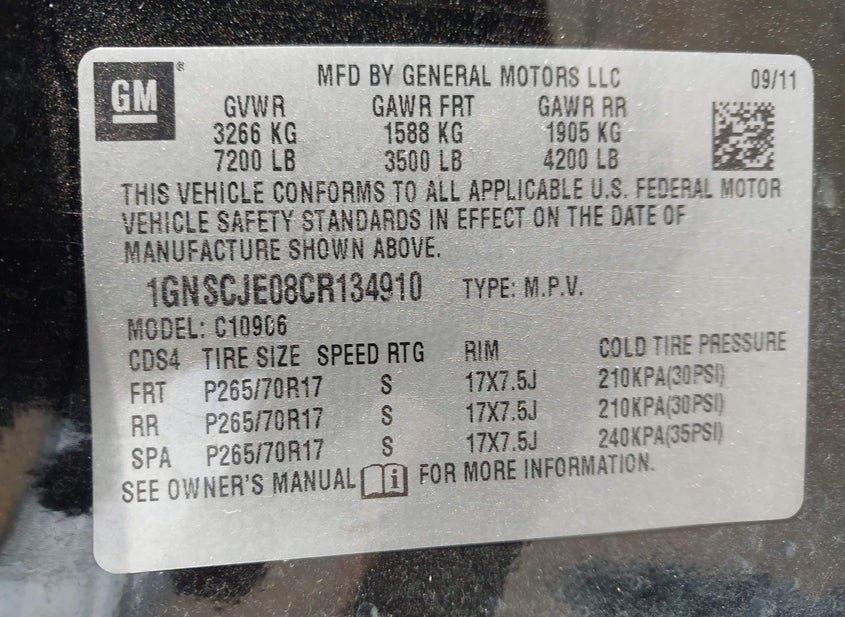 GM® MFD BY GENERAL MOTORS LLC 09/11
GVWR GAWR FRT GAWR RR
3266 KG 1588 KG 1905 KG
7200 LB 3500 LB 4200 LB
THIS VEHICLE CONFORMS TO ALL APPLICABLE U.S. FEDERAL MOTOR
VEHICLE SAFETY STANDARDS IN EFFECT ON THE DATE OF
MANUFACTURE SHOWN ABOVE.
1GNSCJE08CR134910 TYPE: M.P.V.
MODEL: C10906
CDS4 TIRE SIZE SPEED RTG RIM COLD TIRE PRESSURE
FRT P265/70R17 S 17X7.5J 210KPA(30PSI)
RR P265/70R17 S 17X7.5J 210KPA(30PSI)
SPA P265/70R17 S 17X7.5J 240KPA(35PSI)
SEE OWNER'S MANUAL i FOR MORE INFORMATION.